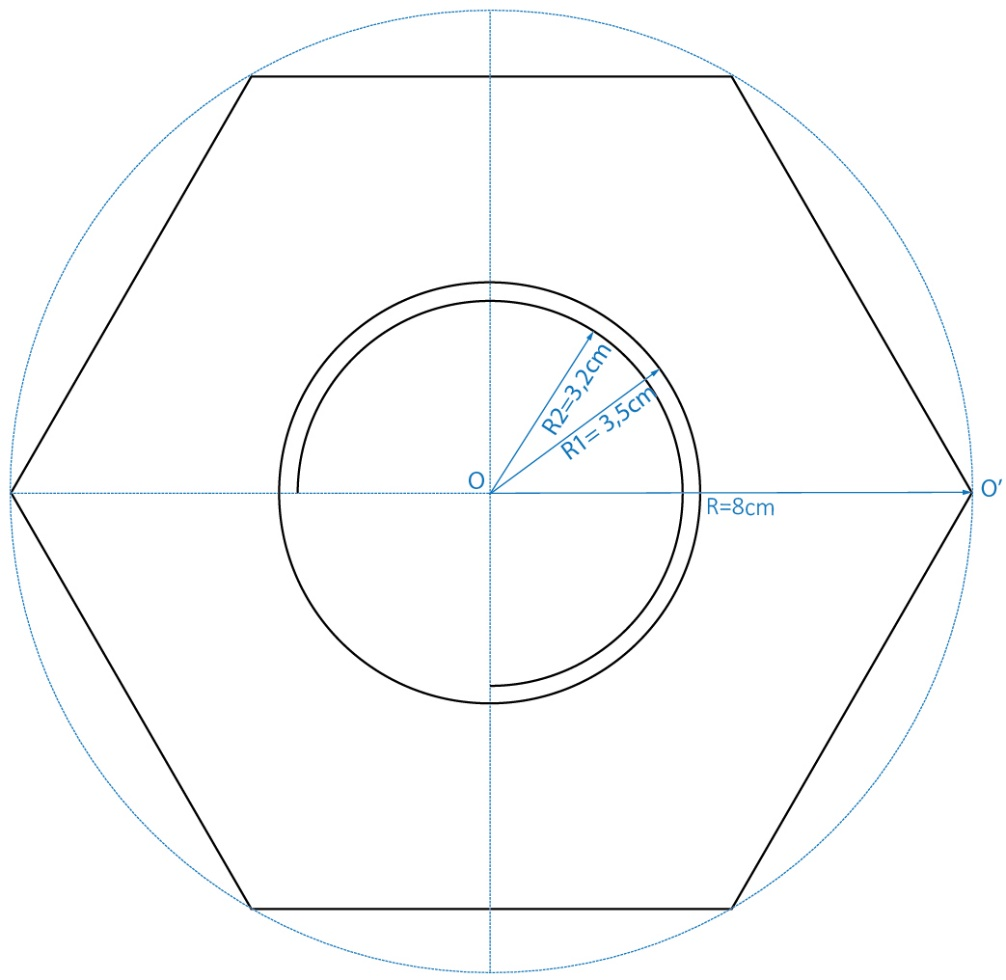 R2=3,2cm
R1= 3,5cm
O
O'
R=8cm